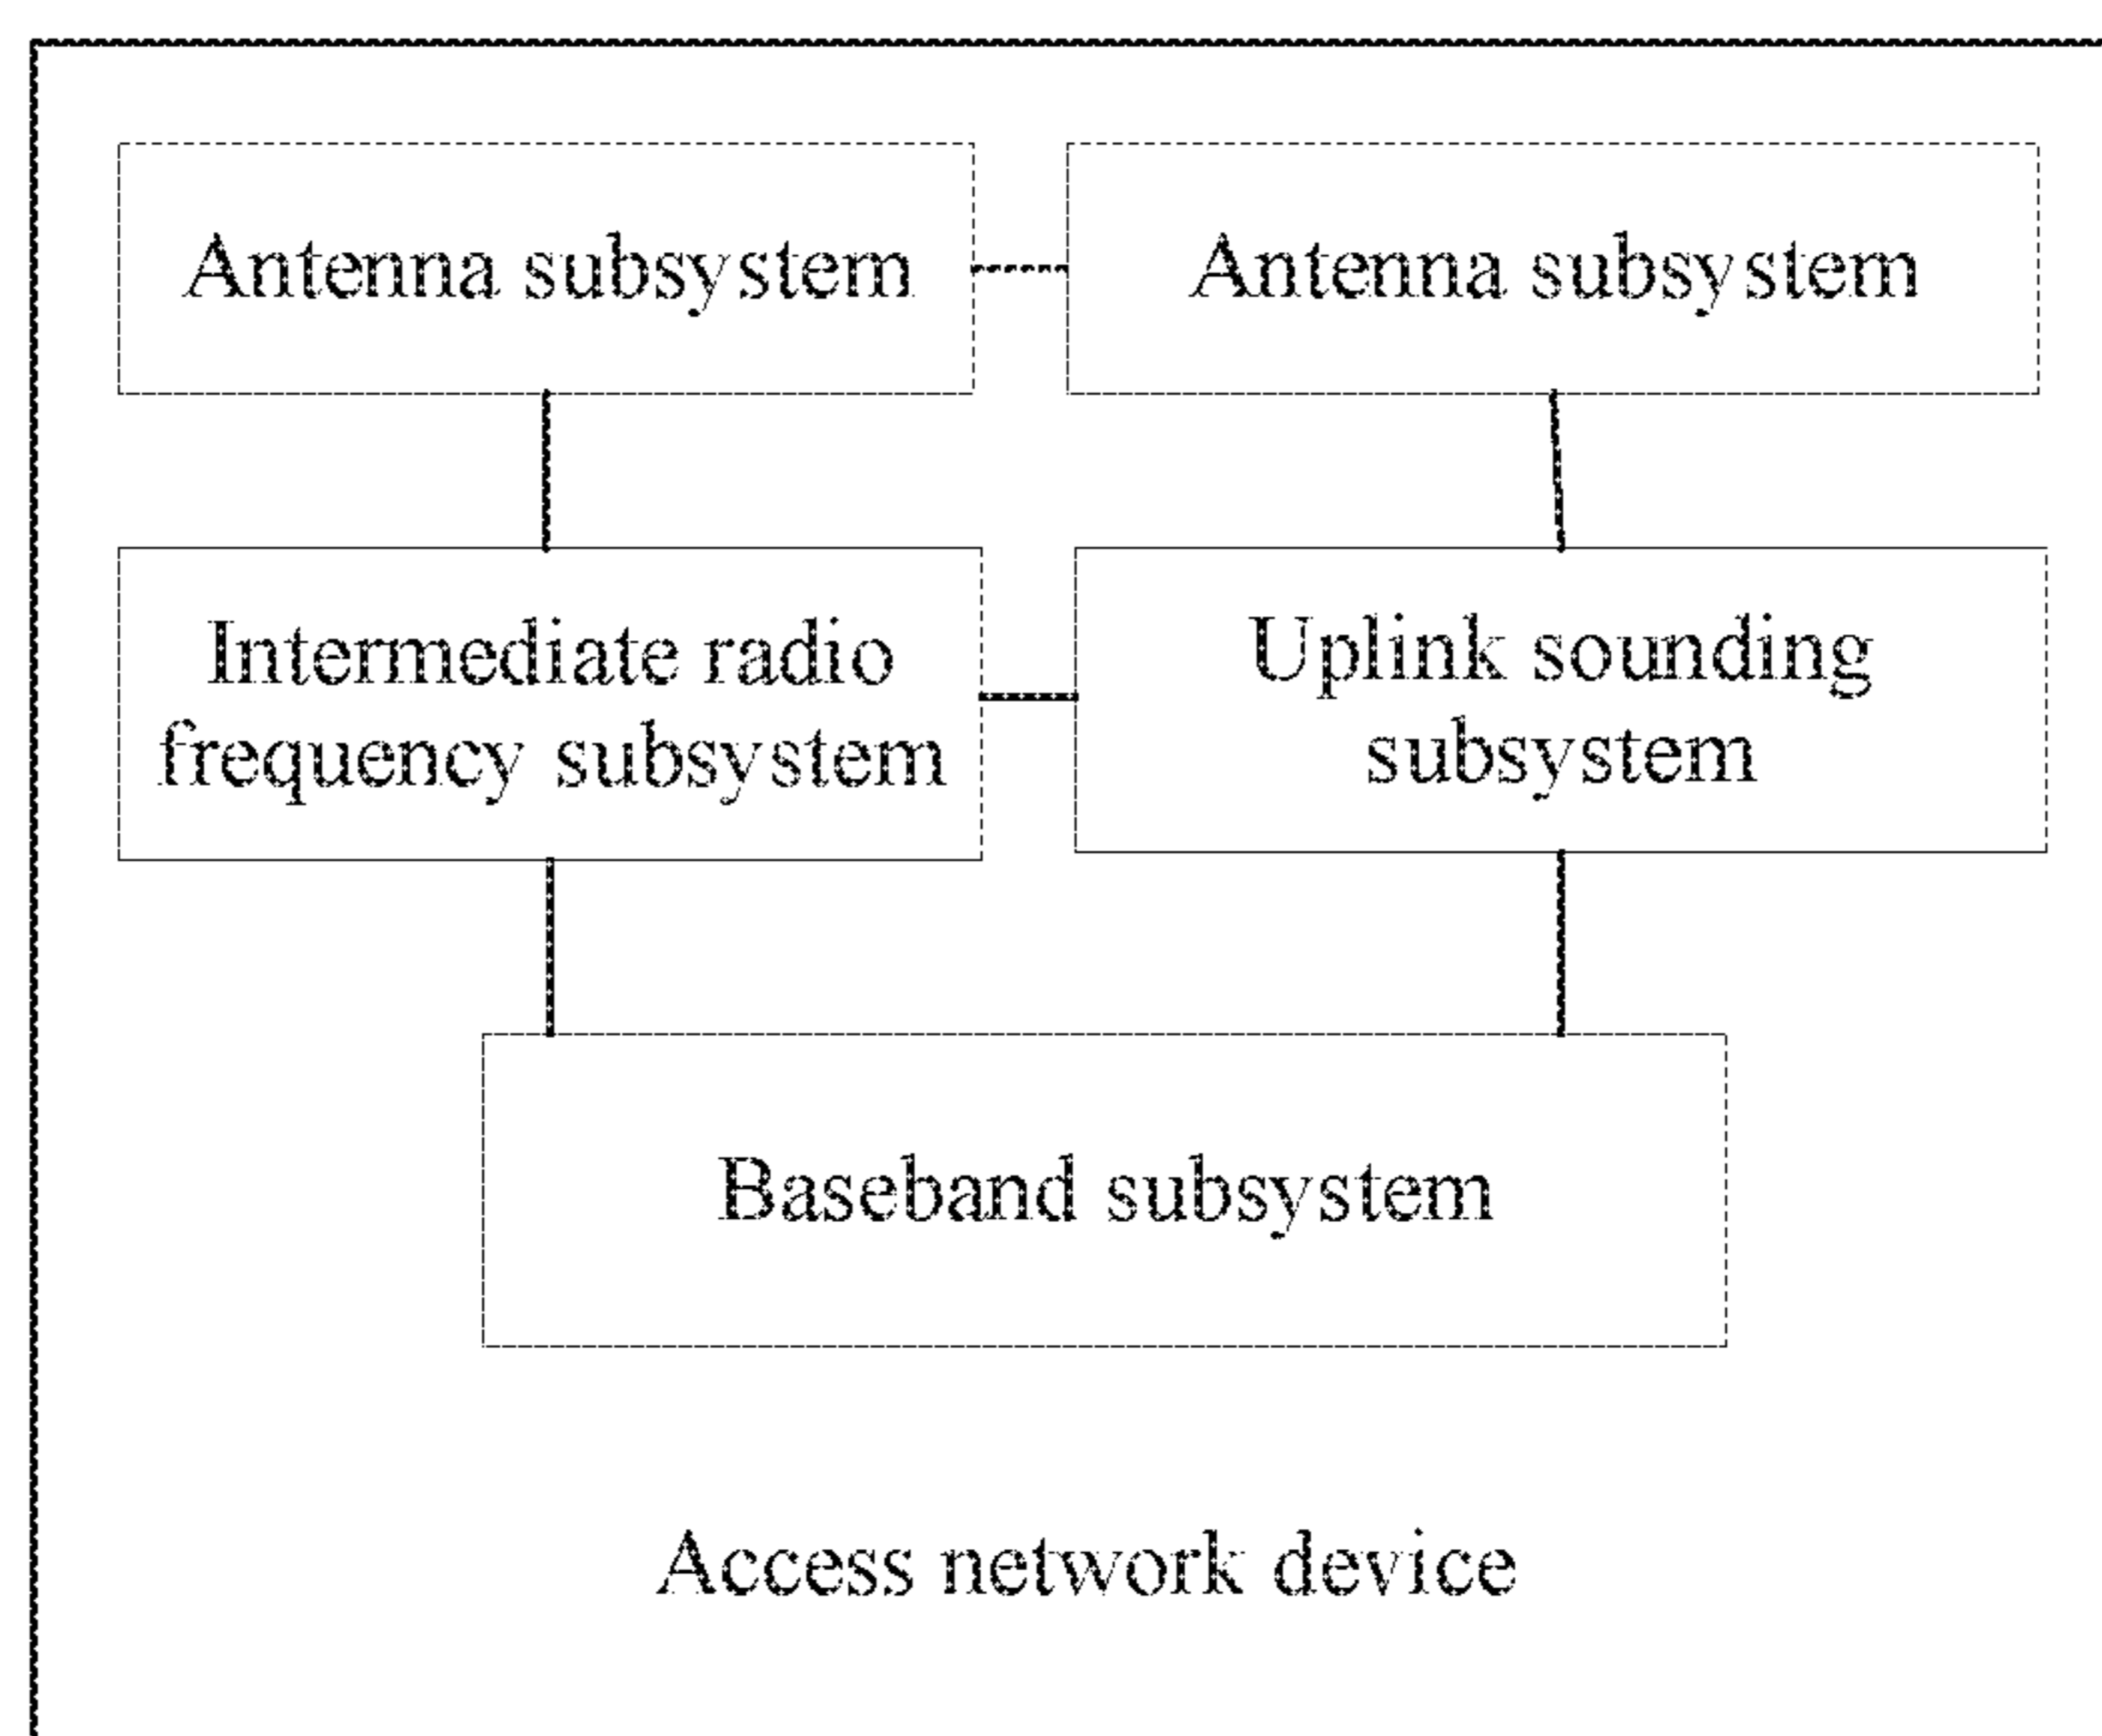 Antenna subsystem
Antenna subsystem
Intermediate radio
frequency subsystem
Uplink sounding
subsystem
Baseband subsystem
Access network device